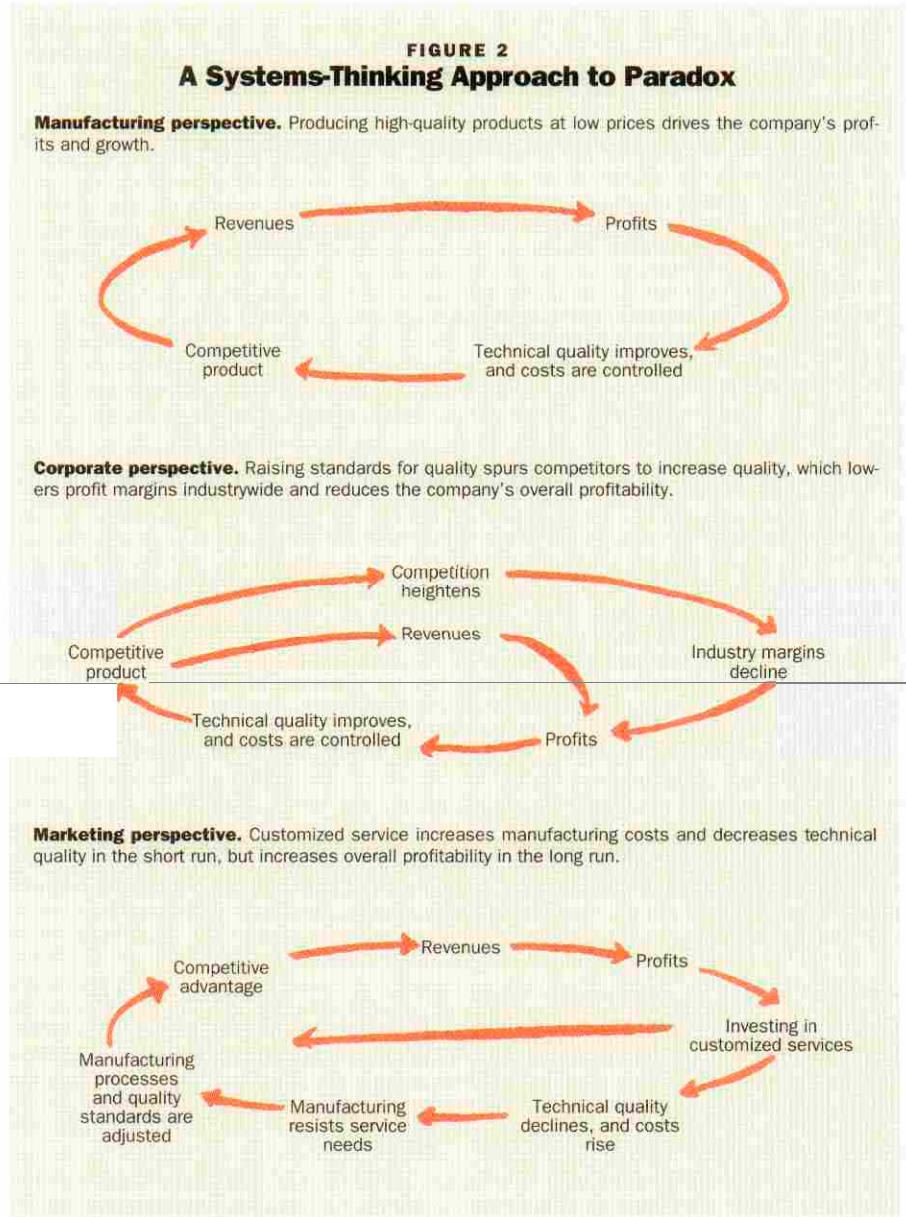 FIGURE 2
A Systems-Thinking Approach to Paradox
Manufacturing perspective. Producing high-quality products at low prices drives the company's prof-
its and growth.
Revenues
Profits
Competitive
product
Technical quality improves,
and costs are controlled
Corporate perspective. Raising standards for quality spurs competitors to increase quality, which low-
ers profit margins industrywide and reduces the company's overall profitability.
Competition
heightens
Revenues
Competitive
product
Industry margins
decline
Technical quality improves,
and costs are controlled
Profits
Marketing perspective. Customized service increases manufacturing costs and decreases technical
quality in the short run, but increases overall profitability in the long run.
Revenues
Profits
Competitive
advantage
Investing in
customized services
Manufacturing
processes
and quality
standards are
adjusted
Manufacturing
resists service
needs
Technical quality
declines, and costs
rise